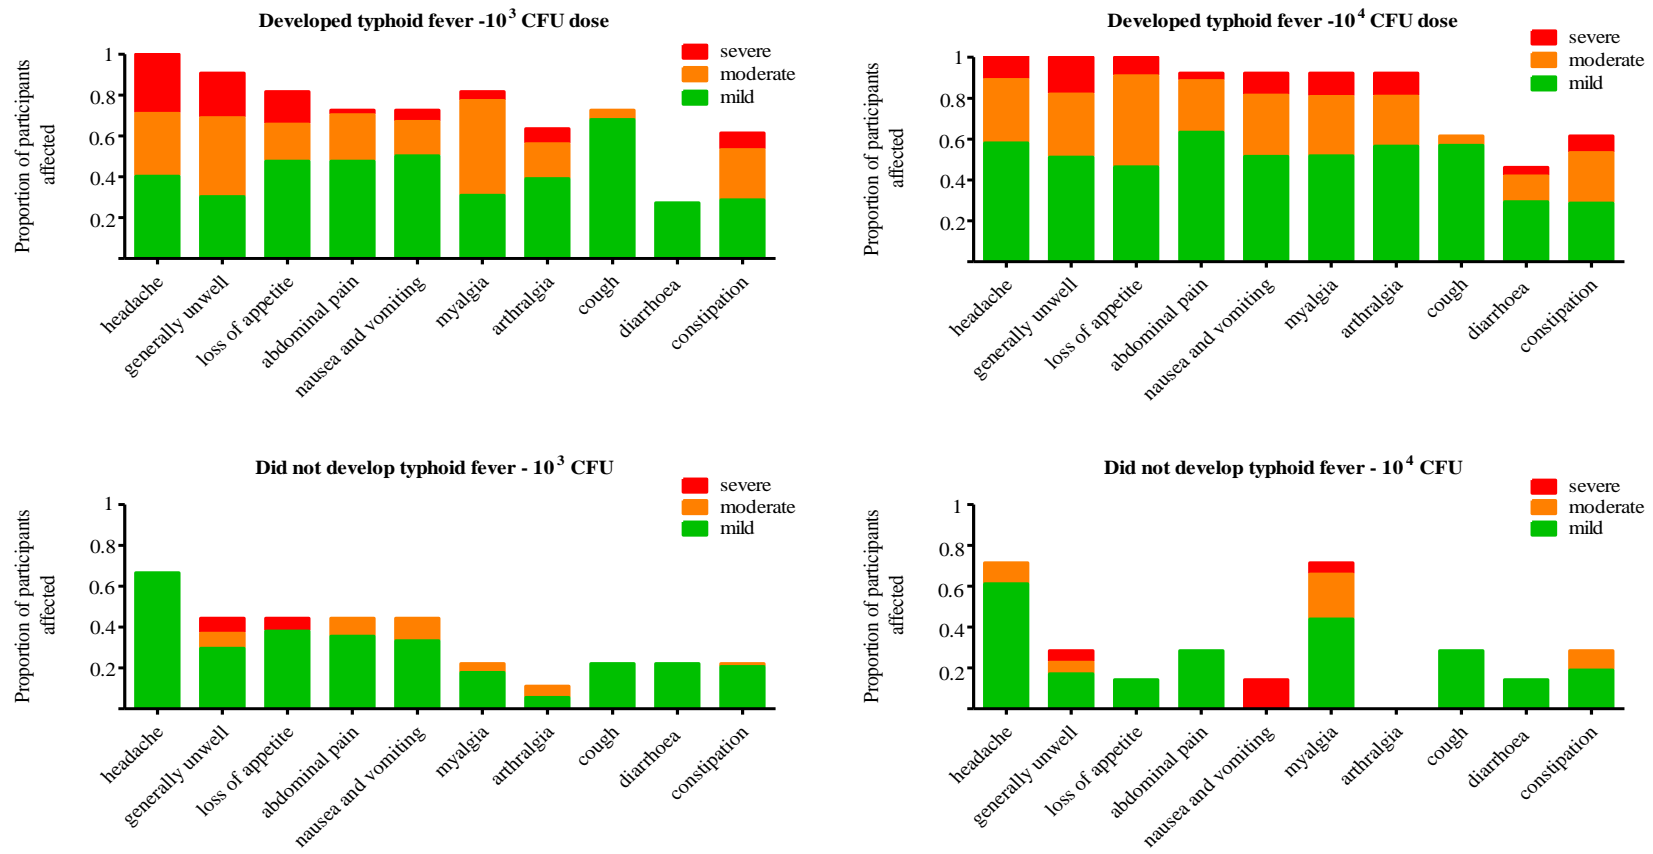 Developed typhoid fever -10³ CFU dose
Proportion of participants
affected
1
0.8
0.6
0.4
0.2
severe
moderate
mild
headache
generally unwell
loss of appetite
abdominal pain
nausea and vomiting
myalgia
arthralgia
cough
diarrhoea
constipation
Developed typhoid fever -10⁴ CFU dose
Proportion of participants
affected
1
0.8
0.6
0.4
0.2
severe
moderate
mild
headache
generally unwell
loss of appetite
abdominal pain
nausea and vomiting
myalgia
arthralgia
cough
diarrhoea
constipation
Did not develop typhoid fever - 10³ CFU
Proportion of participants
affected
1
0.8
0.6
0.4
0.2
severe
moderate
mild
headache
generally unwell
loss of appetite
abdominal pain
nausea and vomiting
myalgia
arthralgia
cough
diarrhoea
constipation
Did not develop typhoid fever - 10⁴ CFU
Proportion of participants
affected
1
0.8
0.6
0.4
0.2
severe
moderate
mild
headache
generally unwell
loss of appetite
abdominal pain
nausea and vomiting
myalgia
arthralgia
cough
diarrhoea
constipation